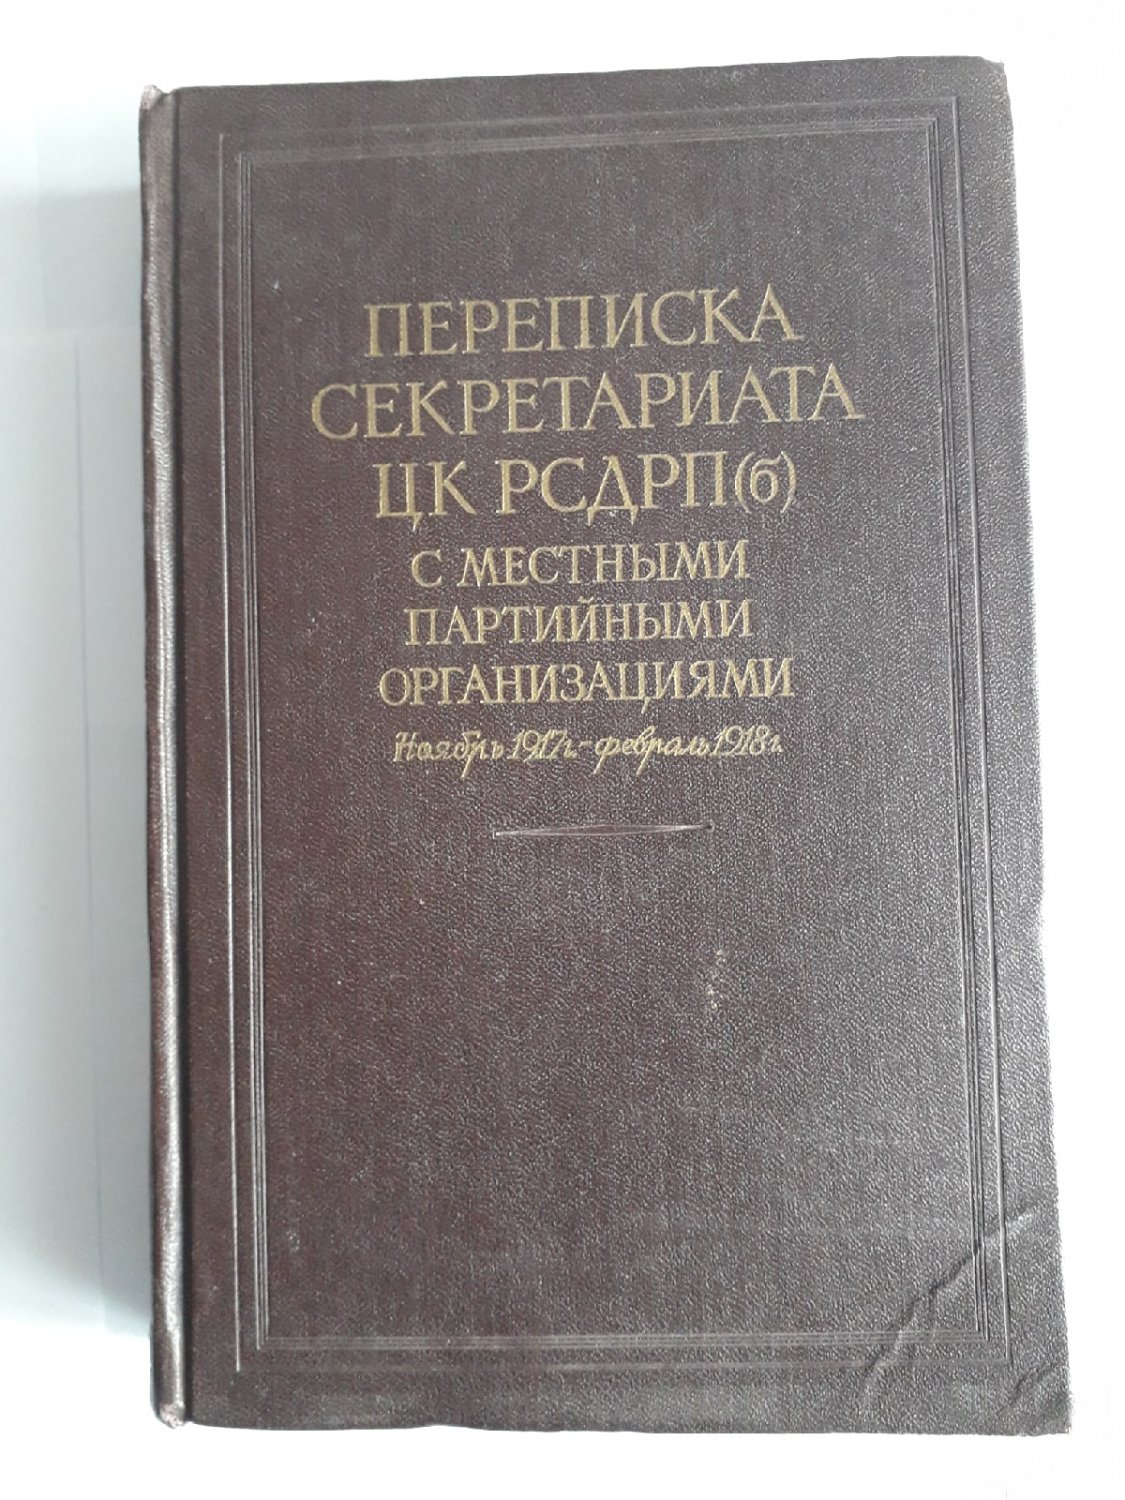 ПЕРЕПИСКА
СЕКРЕТАРИАТА
ЦК РСДРП(б)
С МЕСТНЫМИ
ПАРТИЙНЫМИ
ОРГАНИЗАЦИЯМИ
Ноябрь 1917г.-февраль 1918г.